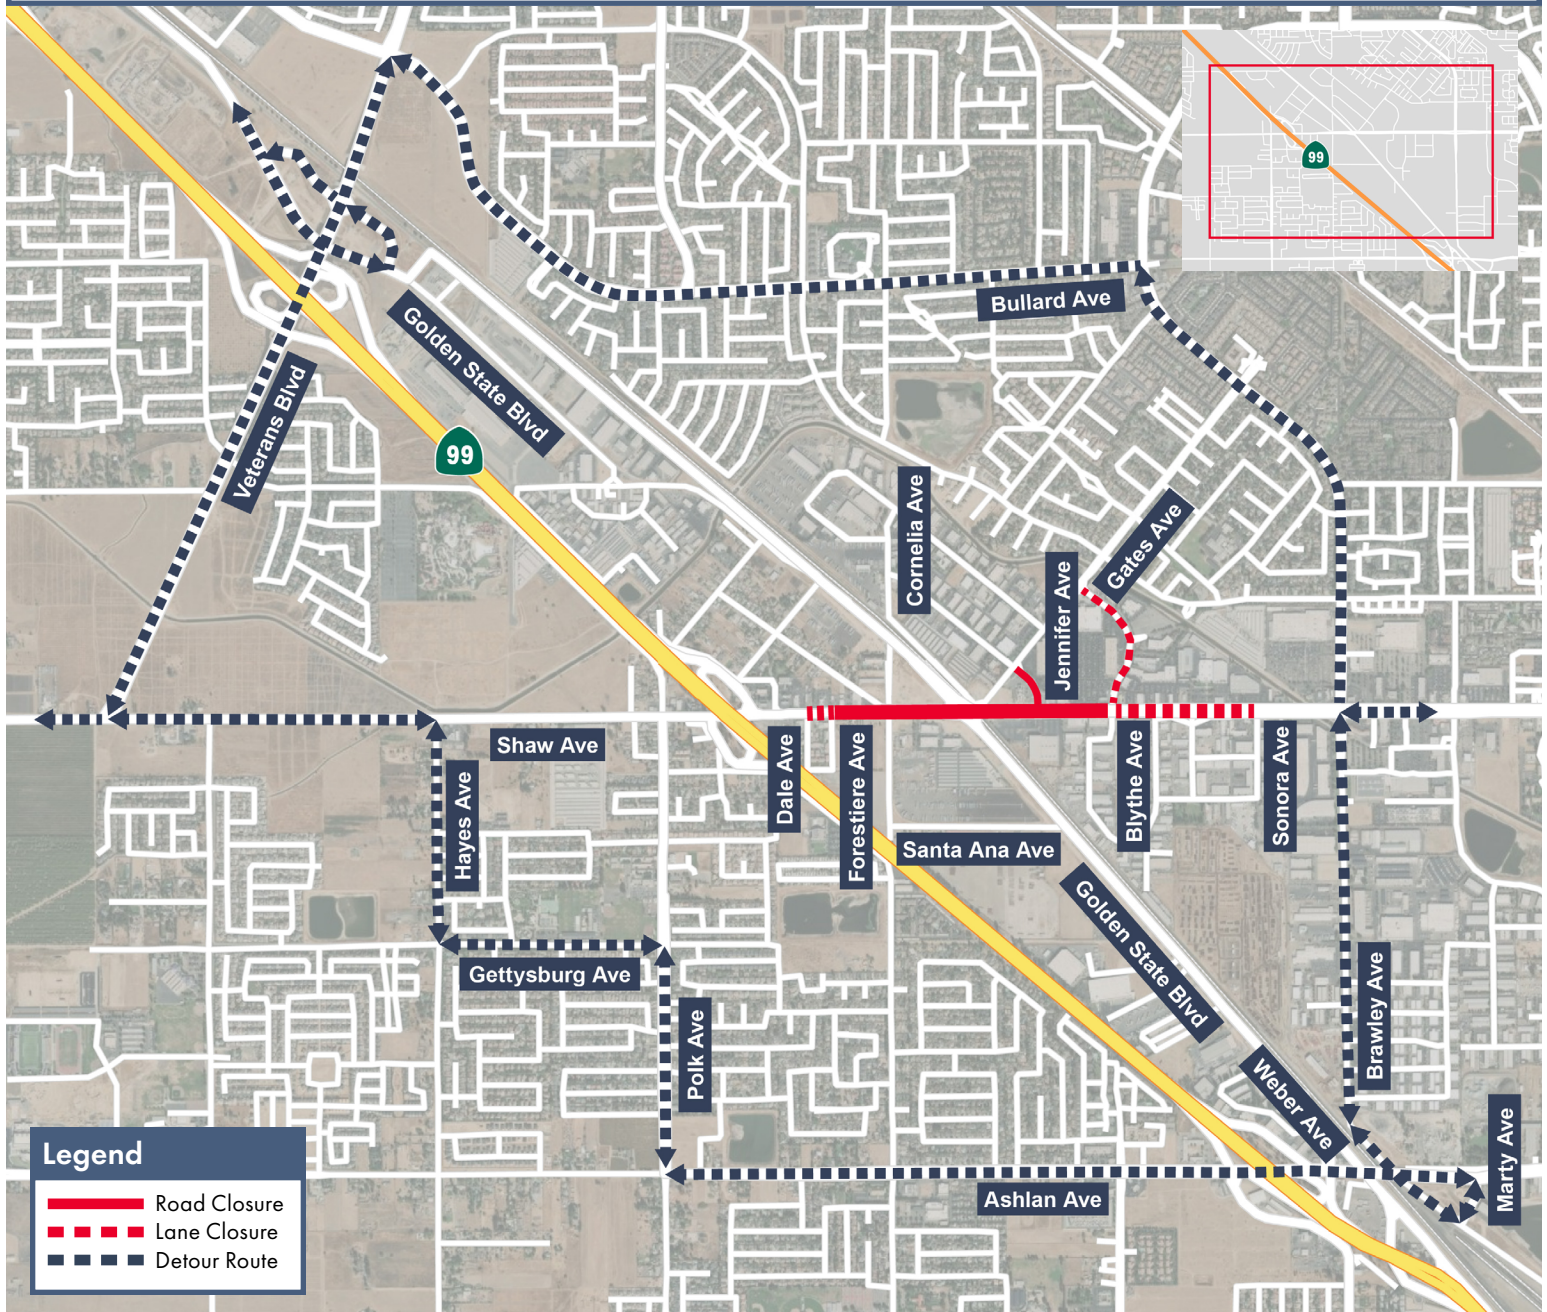 99
Bullard Ave
Golden State Blvd
Veterans Blvd
99
Cornelia Ave
Gates Ave
Jennifer Ave
Shaw Ave
Hayes Ave
Dale Ave
Forestiere Ave
Blythe Ave
Sonora Ave
Santa Ana Ave
Golden State Blvd
Gettysburg Ave
Polk Ave
Brawley Ave
Weber Ave
Marty Ave
Ashlan Ave
Legend
Road Closure
Lane Closure
Detour Route